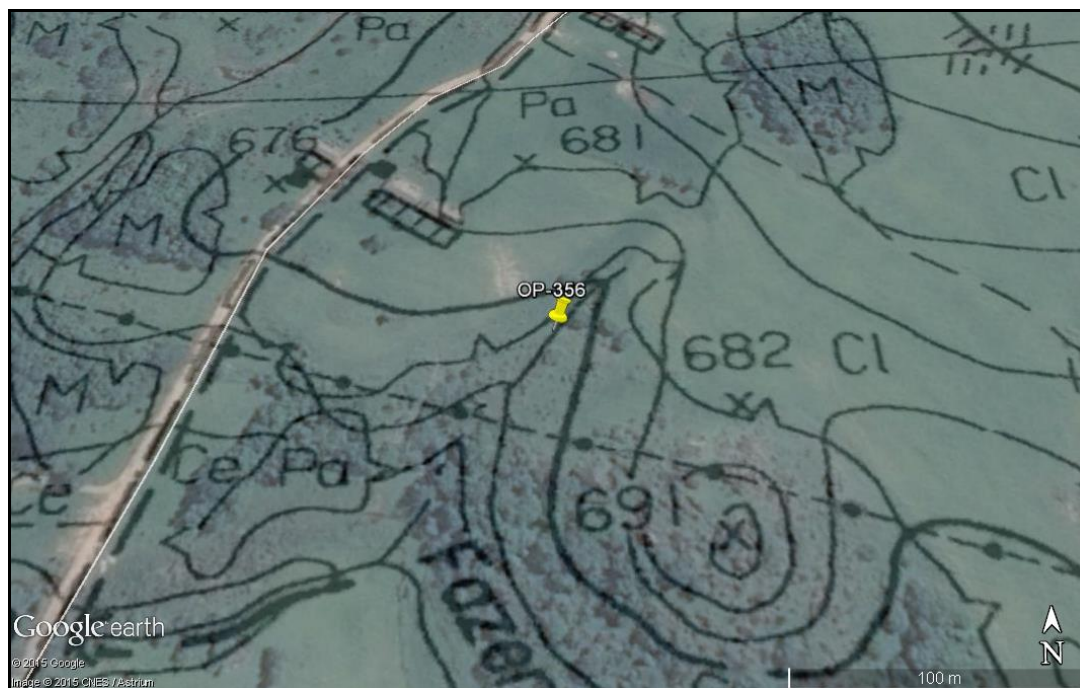 M
Pa
Pa
M
676
681
Cl
M
OP-356
682 Cl
M
Ce Pa
Ce
691
Fazen
Google earth
© 2015 Google
Image © 2015 CNES / Astrium
N
100 m